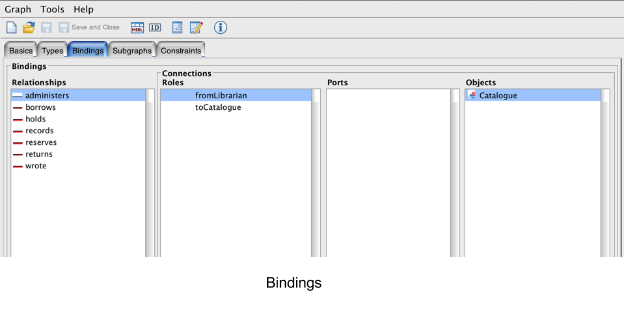 Graph Tools Help
Save and Close ID
Basics Types Bindings Subgraphs Constraints
Bindings
Connections
Relationships Roles Ports Objects
administers fromLibrarian Catalogue
borrows toCatalogue
holds
records
reserves
returns
wrote
Bindings